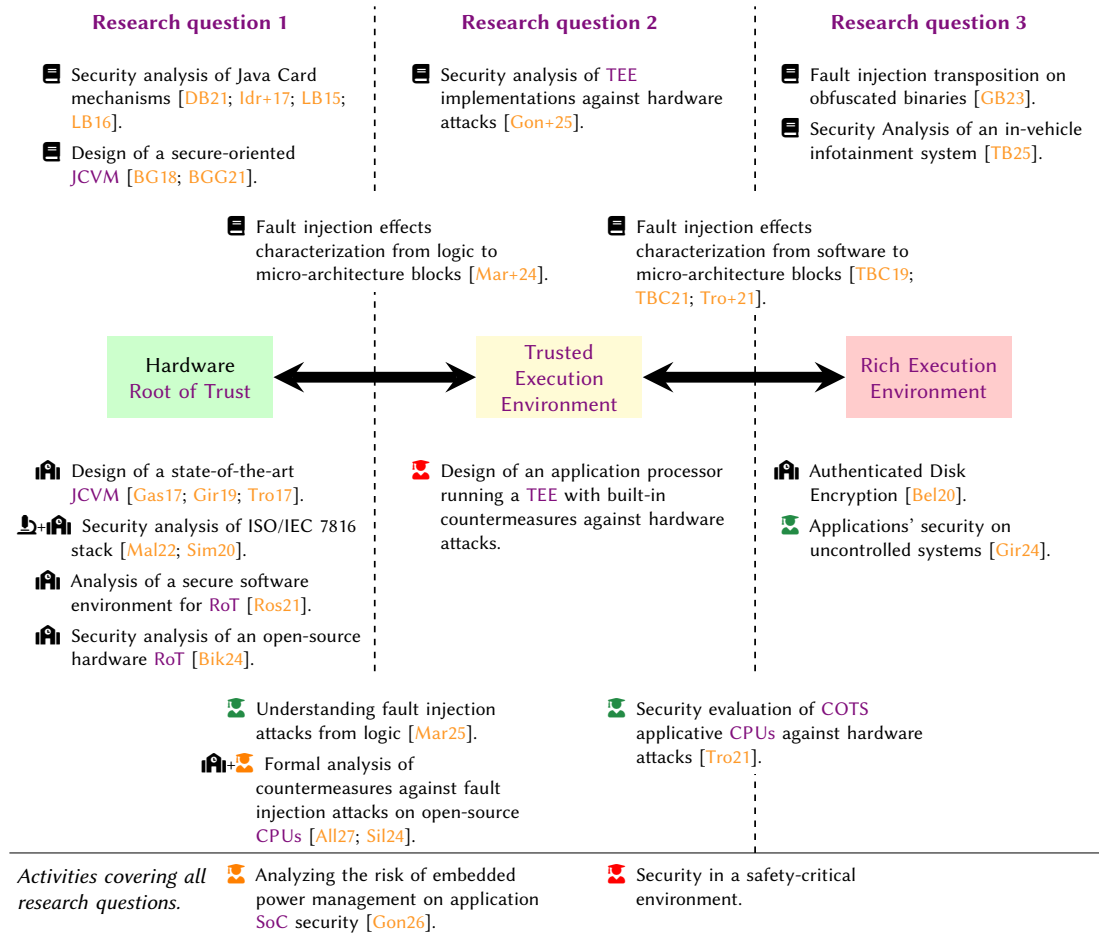 Research question 1
Research question 2
Research question 3
Security analysis of Java Card
mechanisms [DB21; Idr+17; LB15;
LB16].
Design of a secure-oriented
JCVM [BG18; BGG21].
Security analysis of TEE
implementations against hardware
attacks [Gon+25].
Fault injection transposition on
obfuscated binaries [GB23].
Security Analysis of an in-vehicle
infotainment system [TB25].
Fault injection effects
characterization from logic to
micro-architecture blocks [Mar+24].
Fault injection effects
characterization from software to
micro-architecture blocks [TBC19;
TBC21; Tro+21].
Hardware
Root of Trust
Trusted
Execution
Environment
Rich Execution
Environment
Design of a state-of-the-art
JCVM [Gas17; Gir19; Tro17].
+ Security analysis of ISO/IEC 7816
stack [Mal22; Sim20].
Analysis of a secure software
environment for RoT [Ros21].
Security analysis of an open-source
hardware RoT [Bik24].
Design of an application processor
running a TEE with built-in
countermeasures against hardware
attacks.
Authenticated Disk
Encryption [Bel20].
Applications' security on
uncontrolled systems [Gir24].
Understanding fault injection
attacks from logic [Mar25].
+ Formal analysis of
countermeasures against fault
injection attacks on open-source
CPUs [All27; Sil24].
Security evaluation of COTS
applicative CPUs against hardware
attacks [Tro21].
Activities covering all
research questions.
Analyzing the risk of embedded
power management on application
SoC security [Gon26].
Security in a safety-critical
environment.